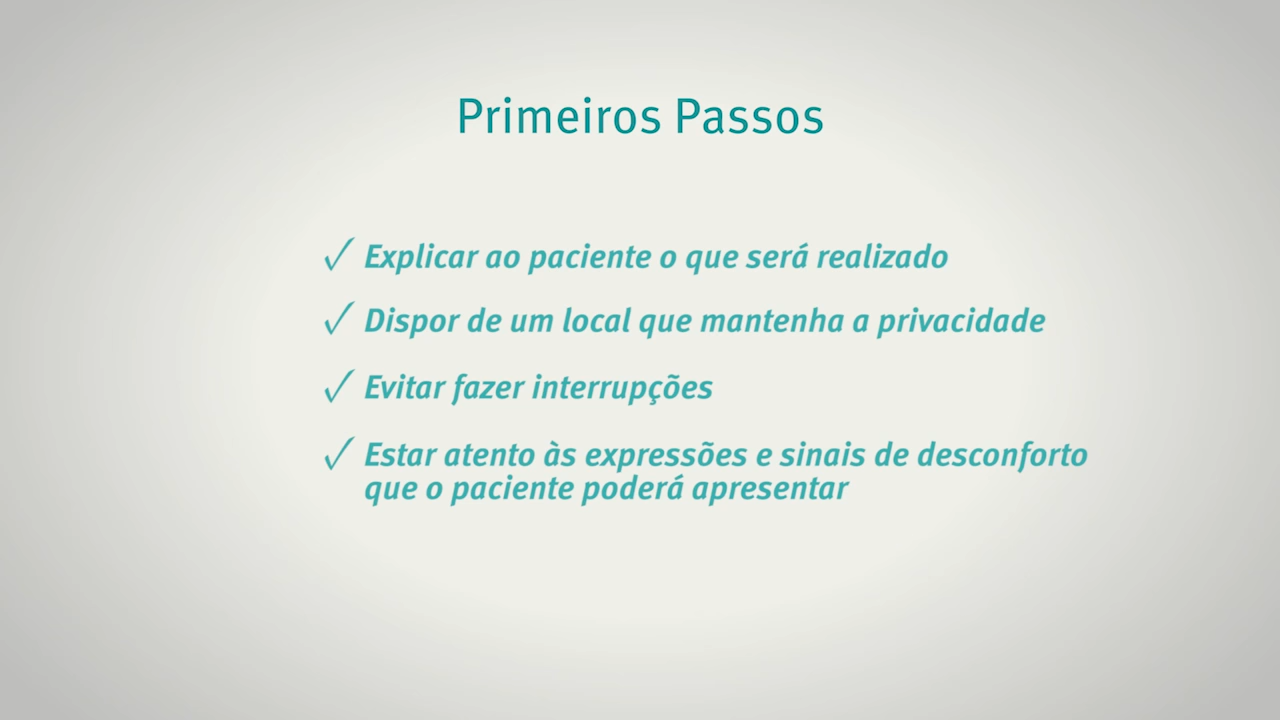 Primeiros Passos
✓ Explicar ao paciente o que será realizado
✓ Dispor de um local que mantenha a privacidade
✓ Evitar fazer interrupções
✓ Estar atento às expressões e sinais de desconforto
que o paciente poderá apresentar